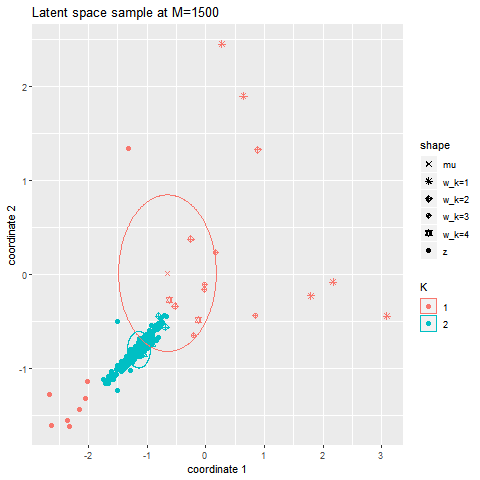 Latent space sample at M=1500
coordinate 2
2
1
0
-1
-2
-1
0
1
2
3
coordinate 1
shape
mu
w_k=1
w_k=2
w_k=3
w_k=4
z
K
1
2